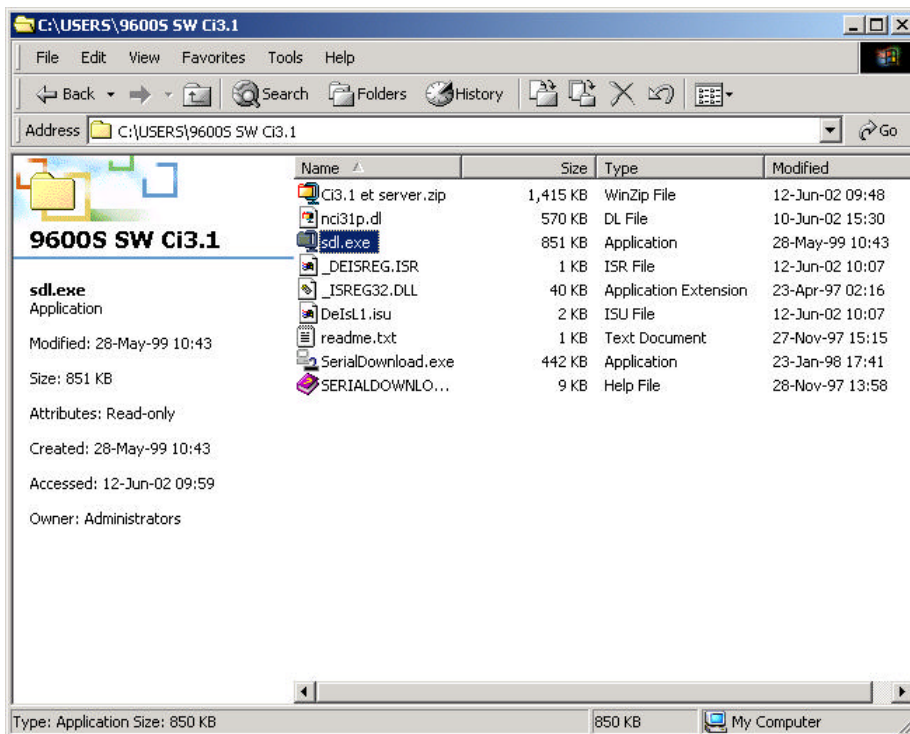 C:\USERS\9600S SW Ci3.1
File Edit View Favorites Tools Help
Back Search Folders History
Address C:\USERS\9600S SW Ci3.1 Go
Name Size Type Modified
Ci3.1 et server.zip 1,415 KB WinZip File 12-Jun-02 09:48
nci31p.dl 570 KB DL File 10-Jun-02 15:30
sdl.exe 851 KB Application 28-May-99 10:43
_DEISREG.ISR 1 KB ISR File 12-Jun-02 10:07
_ISREG32.DLL 40 KB Application Extension 23-Apr-97 02:16
DeIsL1.isu 2 KB ISU File 12-Jun-02 10:07
readme.txt 1 KB Text Document 27-Nov-97 15:15
SerialDownload.exe 442 KB Application 23-Jan-98 17:41
SERIALDOWNLO... 9 KB Help File 28-Nov-97 13:58
9600S SW Ci3.1
sdl.exe
Application
Modified: 28-May-99 10:43
Size: 851 KB
Attributes: Read-only
Created: 28-May-99 10:43
Accessed: 12-Jun-02 09:59
Owner: Administrators
Type: Application Size: 850 KB 850 KB My Computer